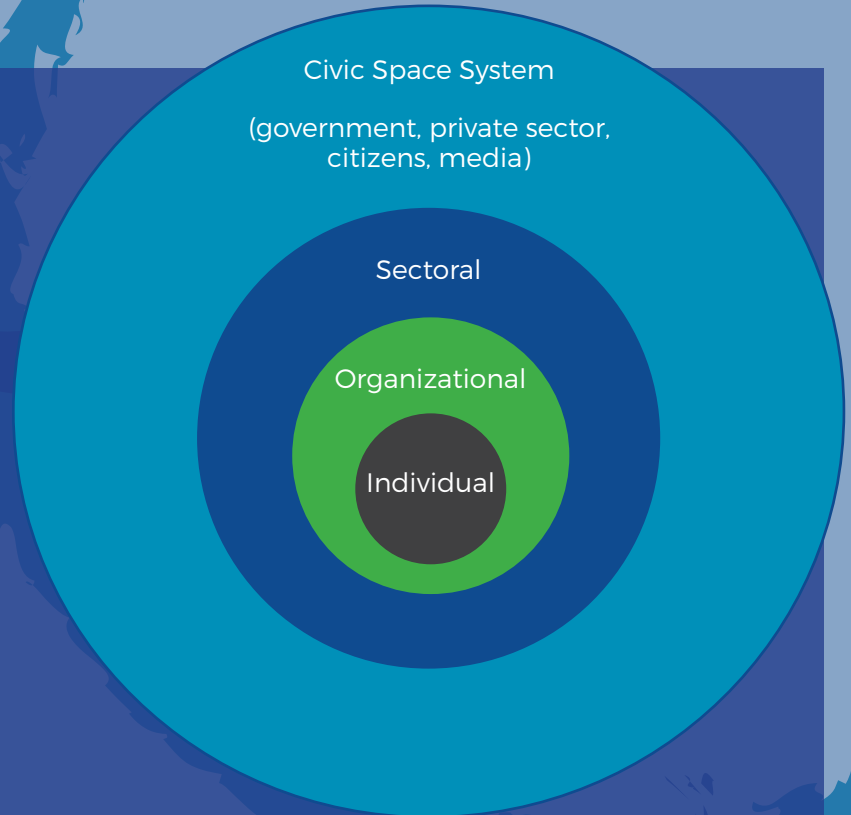 Civic Space System
(government, private sector,
citizens, media)
Sectoral
Organizational
Individual